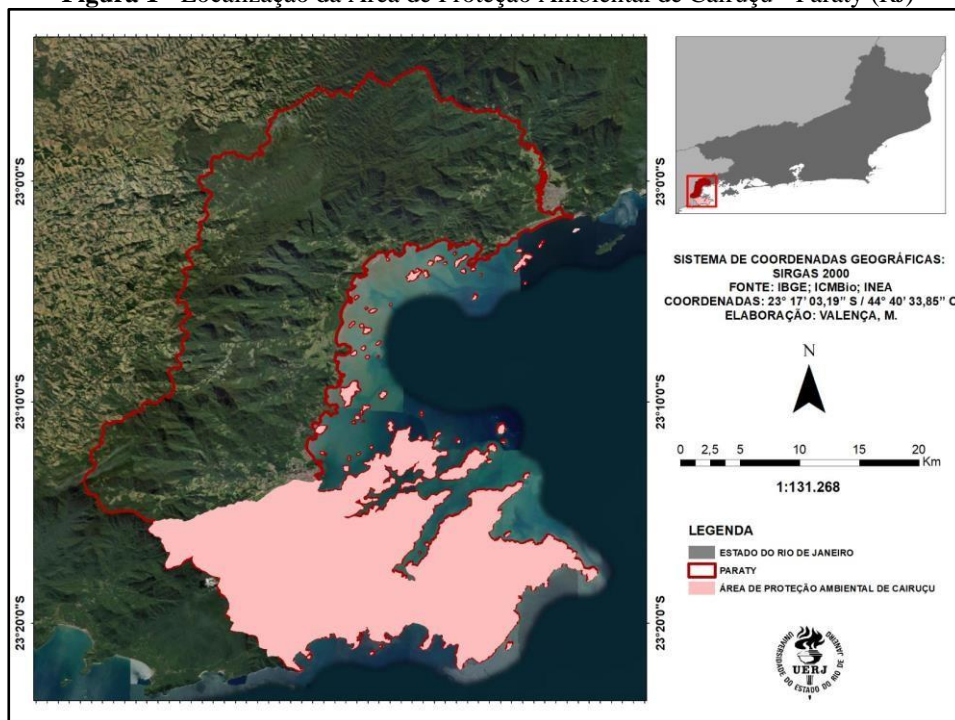 Figura 1 - Localização da Área de Proteção Ambiental de Cairuçu - Paraty (RJ)
23°0'0"S
23°10'0"S
23°20'0"S
23°0'0"S
23°10'0"S
23°20'0"S
SISTEMA DE COORDENADAS GEOGRÁFICAS:
SIRGAS 2000
FONTE: IBGE; ICMBio; INEA
COORDENADAS: 23° 17' 03,19" S / 44° 40' 33,85" O
ELABORAÇÃO: VALENÇA, M.
N
0 2,5 5 10 15 20
Km
1:131.268
LEGENDA
ESTADO DO RIO DE JANEIRO
PARATY
ÁREA DE PROTEÇÃO AMBIENTAL DE CAIRUÇU
UERJ
UNIVERSIDADE DO ESTADO DO RIO DE JANEIRO